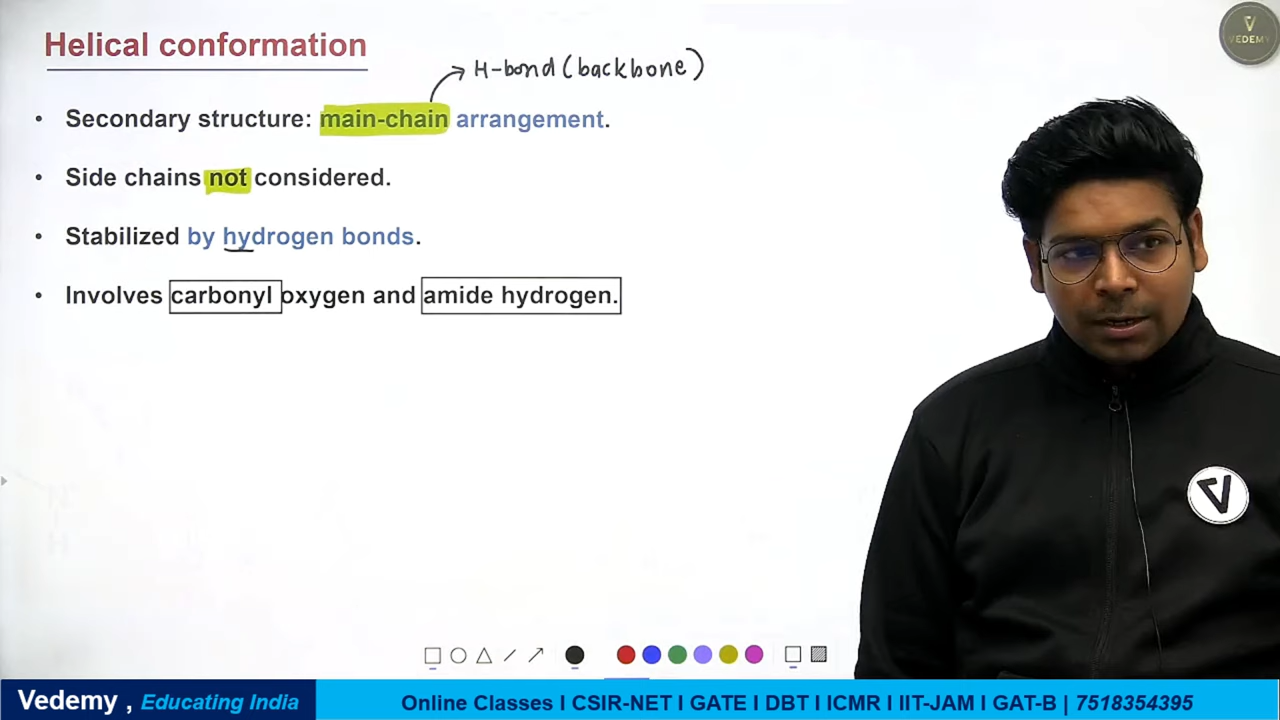 Helical conformation
VEDEMY
H-bond (backbone)
• Secondary structure: main-chain arrangement.
• Side chains not considered.
• Stabilized by hydrogen bonds.
• Involves carbonyl oxygen and amide hydrogen.
Vedemy , Educating India
Online Classes I CSIR-NET I GATE I DBT I ICMR I IIT-JAM I GAT-B | 7518354395